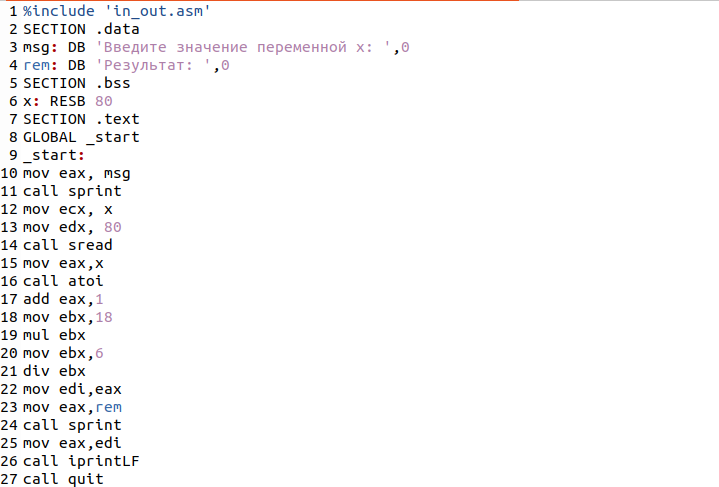 1 %include 'in_out.asm'
2 SECTION .data
3 msg: DB 'Введите значение переменной x: ',0
4 rem: DB 'Результат: ',0
5 SECTION .bss
6 x: RESB 80
7 SECTION .text
8 GLOBAL _start
9 _start:
10 mov eax, msg
11 call sprint
12 mov ecx, x
13 mov edx, 80
14 call sread
15 mov eax,x
16 call atoi
17 add eax,1
18 mov ebx,18
19 mul ebx
20 mov ebx,6
21 div ebx
22 mov edi,eax
23 mov eax,rem
24 call sprint
25 mov eax,edi
26 call iprintLF
27 call quit